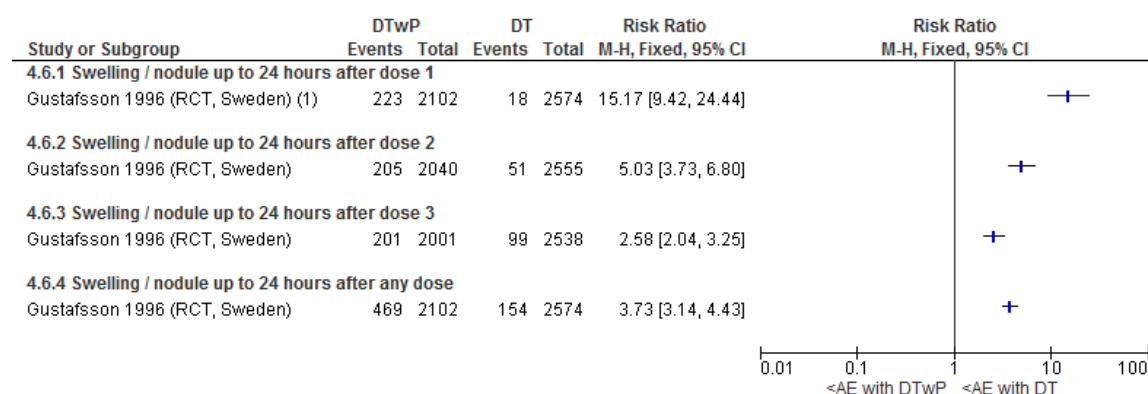 DTwP DT Risk Ratio Risk Ratio
Study or Subgroup Events Total Events Total M-H, Fixed, 95% CI M-H, Fixed, 95% CI
4.6.1 Swelling / nodule up to 24 hours after dose 1
Gustafsson 1996 (RCT, Sweden) (1) 223 2102 18 2574 15.17 [9.42, 24.44]
4.6.2 Swelling / nodule up to 24 hours after dose 2
Gustafsson 1996 (RCT, Sweden) 205 2040 51 2555 5.03 [3.73, 6.80]
4.6.3 Swelling / nodule up to 24 hours after dose 3
Gustafsson 1996 (RCT, Sweden) 201 2001 99 2538 2.58 [2.04, 3.25]
4.6.4 Swelling / nodule up to 24 hours after any dose
Gustafsson 1996 (RCT, Sweden) 469 2102 154 2574 3.73 [3.14, 4.43]
0.01 0.1 1 10 100
<AE with DTwP <AE with DT